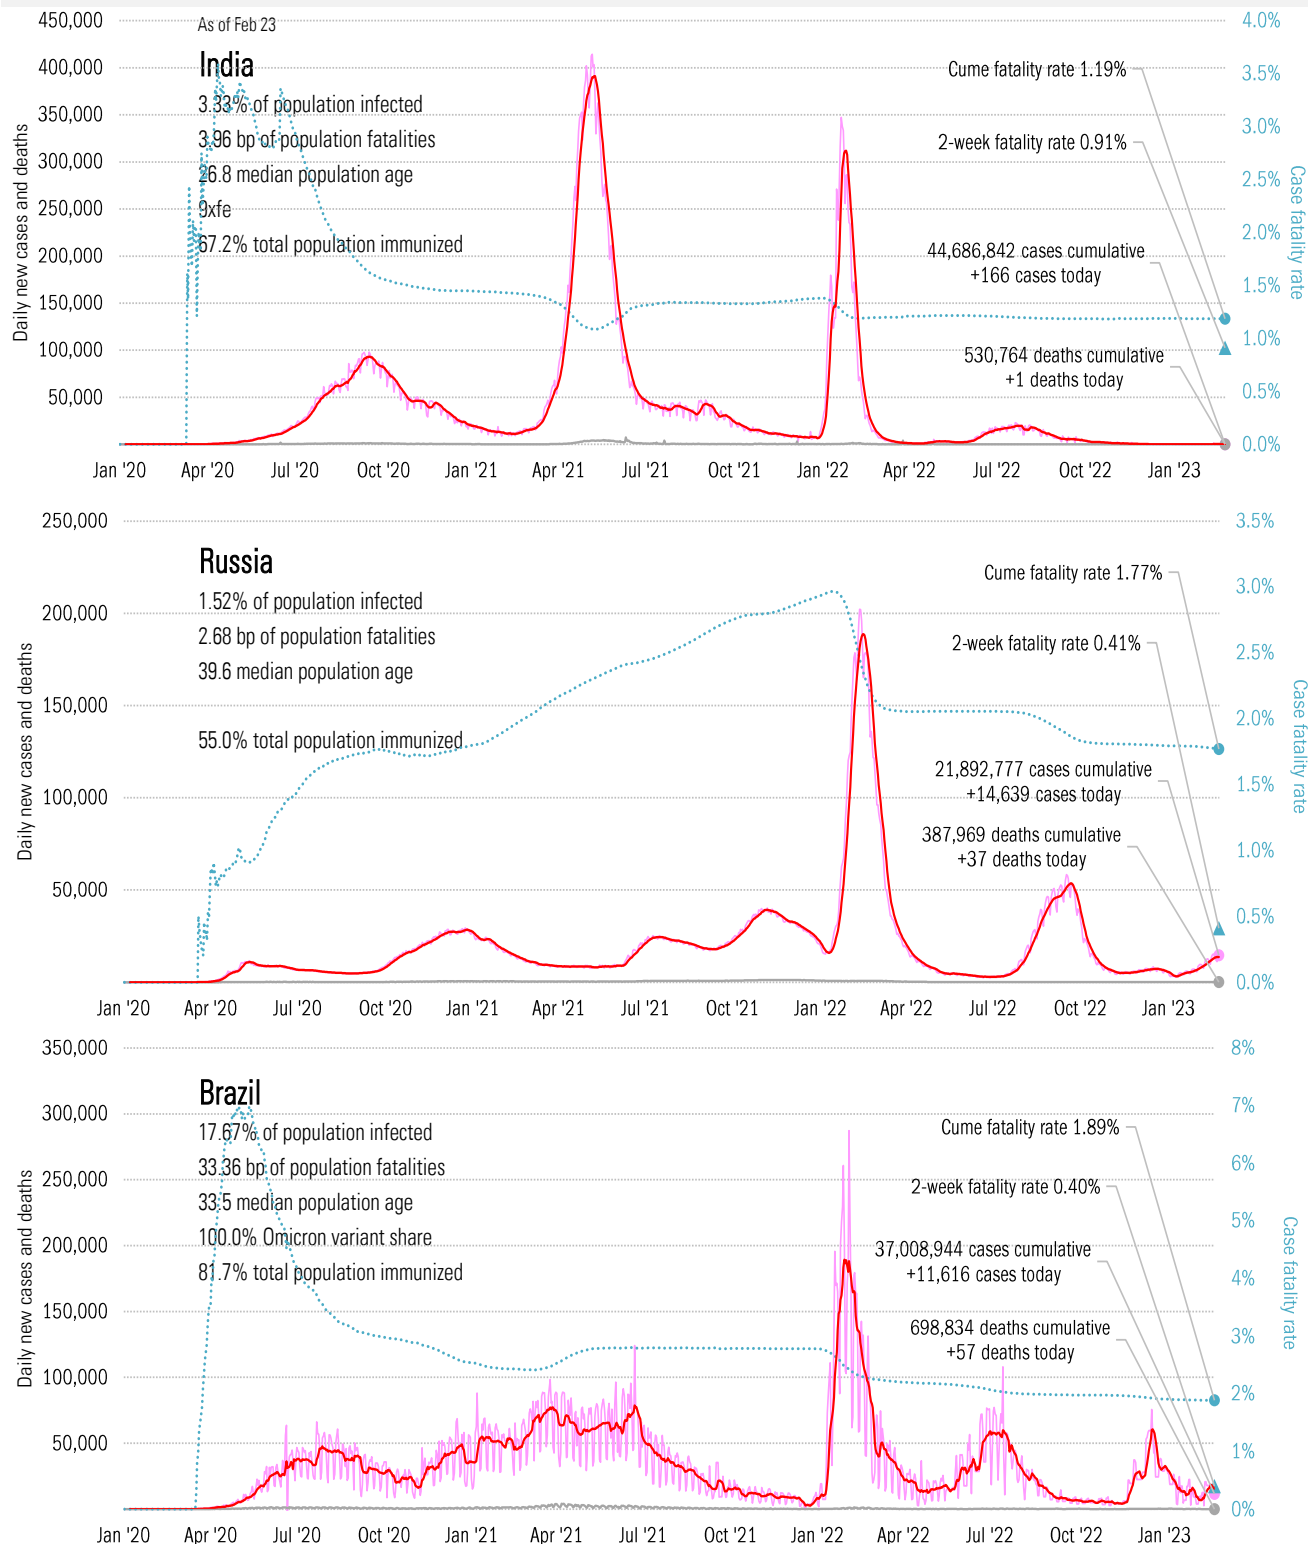 As of Feb 23
India
3.33% of population infected
3.96 bp of population fatalities
26.8 median population age
9xfe
67.2% total population immunized
Daily new cases and deaths
450,000
400,000
350,000
300,000
250,000
200,000
150,000
100,000
50,000
Cume fatality rate 1.19%
2-week fatality rate 0.91%
44,686,842 cases cumulative
+166 cases today
530,764 deaths cumulative
+1 deaths today
4.0%
3.5%
3.0%
2.5%
2.0%
1.5%
1.0%
0.5%
0.0%
Case fatality rate
Jan '20 Apr '20 Jul '20 Oct '20 Jan '21 Apr '21 Jul '21 Oct '21 Jan '22 Apr '22 Jul '22 Oct '22 Jan '23
Russia
1.52% of population infected
2.68 bp of population fatalities
39.6 median population age
55.0% total population immunized
Daily new cases and deaths
250,000
200,000
150,000
100,000
50,000
Cume fatality rate 1.77%
2-week fatality rate 0.41%
21,892,777 cases cumulative
+14,639 cases today
387,969 deaths cumulative
+37 deaths today
3.5%
3.0%
2.5%
2.0%
1.5%
1.0%
0.5%
0.0%
Case fatality rate
Jan '20 Apr '20 Jul '20 Oct '20 Jan '21 Apr '21 Jul '21 Oct '21 Jan '22 Apr '22 Jul '22 Oct '22 Jan '23
Brazil
17.67% of population infected
33.36 bp of population fatalities
33.5 median population age
100.0% Omicron variant share
81.7% total population immunized
Daily new cases and deaths
350,000
300,000
250,000
200,000
150,000
100,000
50,000
Cume fatality rate 1.89%
2-week fatality rate 0.40%
37,008,944 cases cumulative
+11,616 cases today
698,834 deaths cumulative
+57 deaths today
8%
7%
6%
5%
4%
3%
2%
1%
0%
Case fatality rate
Jan '20 Apr '20 Jul '20 Oct '20 Jan '21 Apr '21 Jul '21 Oct '21 Jan '22 Apr '22 Jul '22 Oct '22 Jan '23